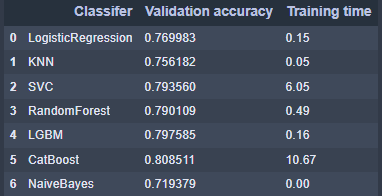 Classifer Validation accuracy Training time
0 LogisticRegression 0.769983 0.15
1 KNN 0.756182 0.05
2 SVC 0.793560 6.05
3 RandomForest 0.790109 0.49
4 LGBM 0.797585 0.16
5 CatBoost 0.808511 10.67
6 NaiveBayes 0.719379 0.00